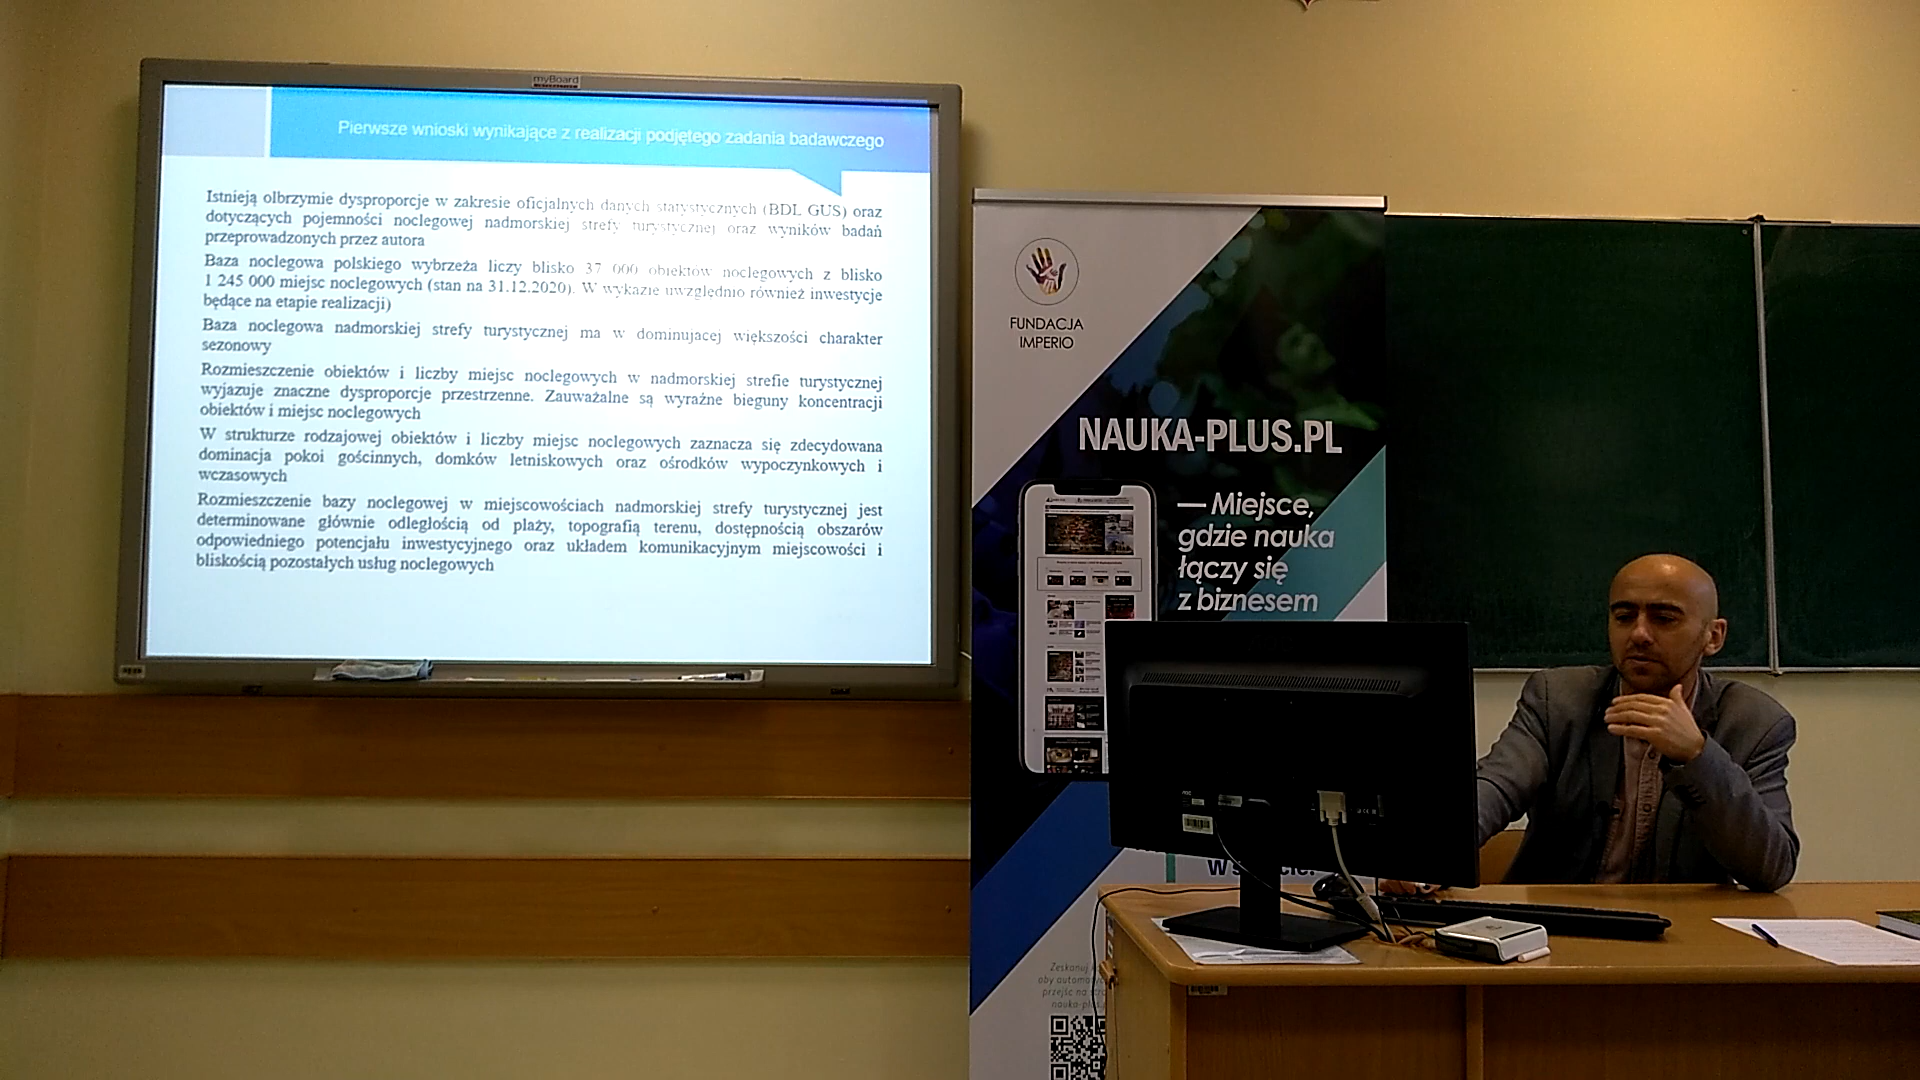 myBoard
Pierwsze wnioski wynikające z realizacji podjętego zadania badawczego
Istnieją olbrzymie dysproporcje w zakresie oficjalnych danych statystycznych (BDL GUS) oraz
dotyczących pojemności noclegowej nadmorskiej strefy turystycznej oraz wyników badań
przeprowadzonych przez autora
Baza noclegowa polskiego wybrzeża liczy blisko 37 000 obiektów noclegowych z blisko
1 245 000 miejsc noclegowych (stan na 31.12.2020). W wykazie uwzględnio również inwestycje
będące na etapie realizacji)
Baza noclegowa nadmorskiej strefy turystycznej ma w dominujacej większości charakter
sezonowy
Rozmieszczenie obiektów i liczby miejsc noclegowych w nadmorskiej strefie turystycznej
wyjazuje znaczne dysproporcje przestrzenne. Zauważalne są wyraźne bieguny koncentracji
obiektów i miejsc noclegowych
W strukturze rodzajowej obiektów i liczby miejsc noclegowych zaznacza się zdecydowana
dominacja pokoi gościnnych, domków letniskowych oraz ośrodków wypoczynkowych i
wczasowych
Rozmieszczenie bazy noclegowej w miejscowościach nadmorskiej strefy turystycznej jest
determinowane głównie odległością od plaży, topografią terenu, dostępnością obszarów
odpowiedniego potencjału inwestycyjnego oraz układem komunikacyjnym miejscowości i
bliskością pozostałych usług noclegowych
FUNDACJA
IMPERIO
NAUKA-PLUS.PL
— Miejsce,
gdzie nauka
łączy się
z biznesem
Zeskanuj
aby
przejść na